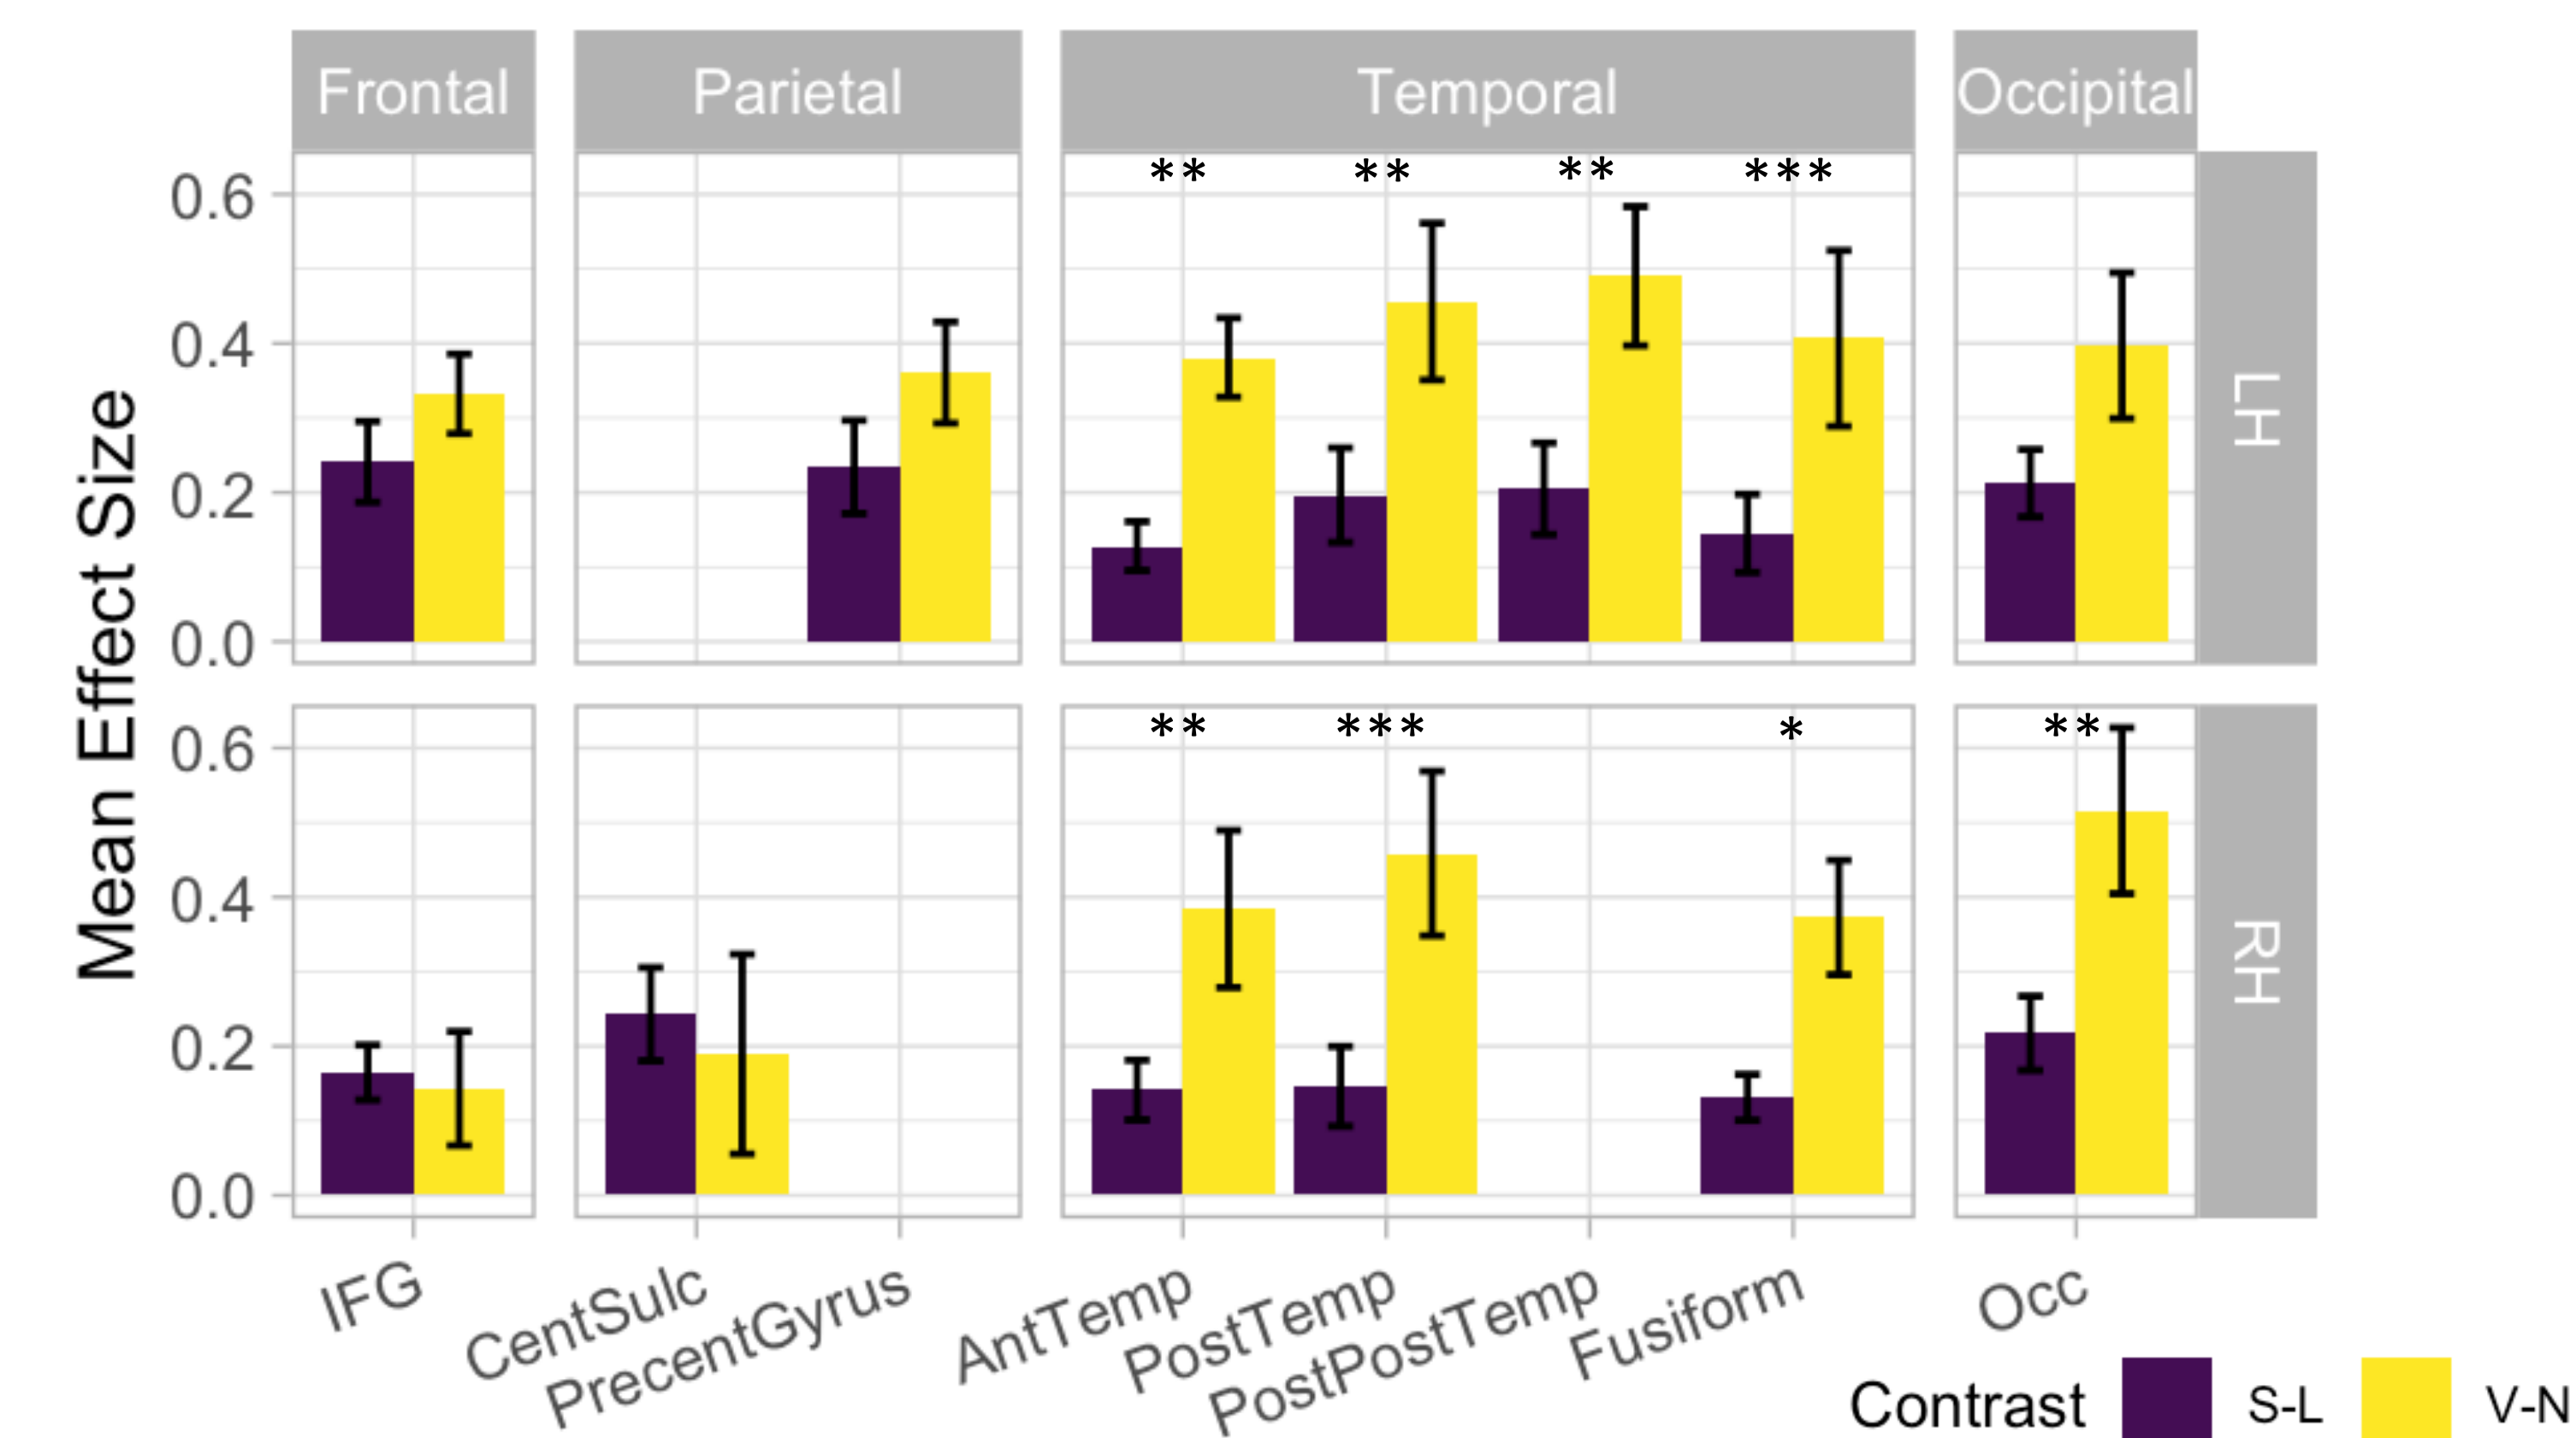 Frontal Parietal Temporal Occipital
** ** ** ***
0.6
0.4
0.2
0.0
LH
Mean Effect Size
** *** * **
0.6
0.4
0.2
0.0
RH
IFG CentSulc PrecentGyrus AntTemp PostTemp PostPostTemp Fusiform Occ
Contrast S-L V-N